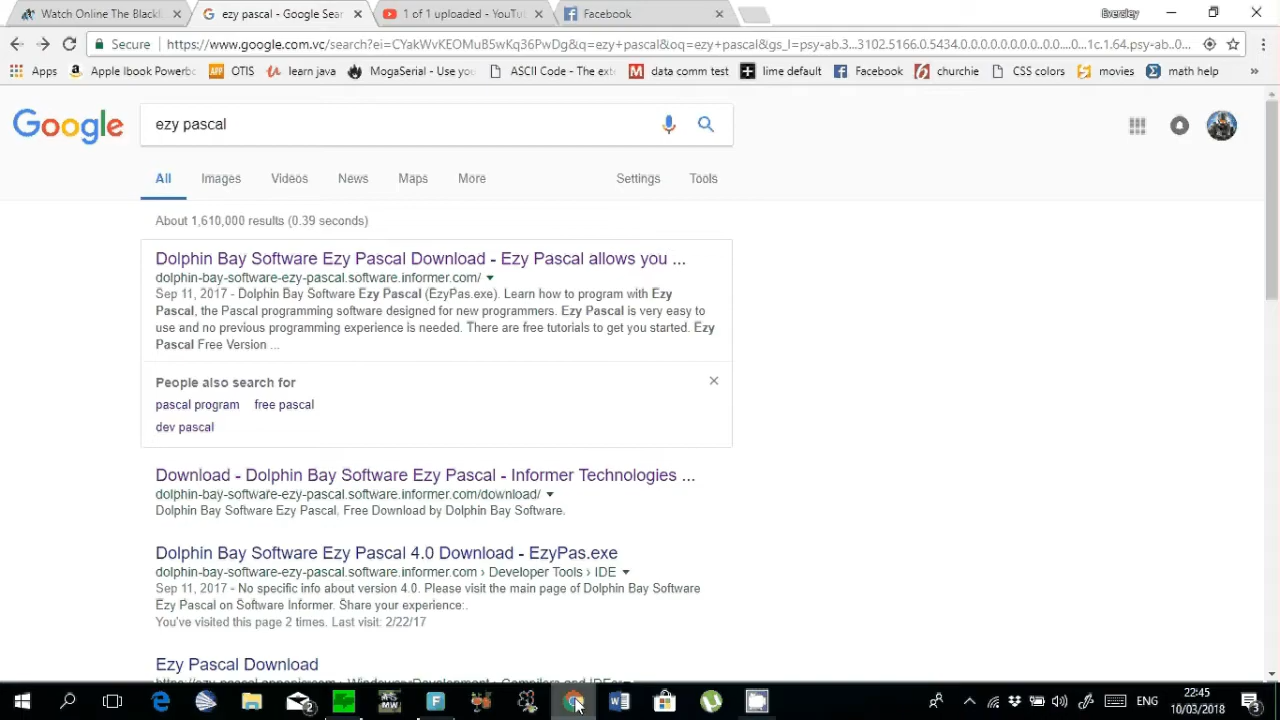 Watch Online The Blackl
ezy pascal - Google Sear
1 of 1 uploaded - YouTu
Facebook
Eversley
Secure
https://www.google.com.vc/search?ei=CYakWvKEOMuB5wKq36PwDg&q=ezy+pascal&oq=ezy+pascal&gs_l=psy-ab.3...3102.5166.0.5434.0.0.0.0.0.0.0.0..0.0....0...1c.1.64.psy-ab..0...
Apps
Apple Ibook Powerbo
OTIS
learn java
MogaSerial - Use you
ASCII Code - The exte
data comm test
lime default
Facebook
churchie
CSS colors
movies
math help
»
Google
ezy pascal
All
Images
Videos
News
Maps
More
Settings
Tools
About 1,610,000 results (0.39 seconds)
Dolphin Bay Software Ezy Pascal Download - Ezy Pascal allows you ...
dolphin-bay-software-ezy-pascal.software.informer.com/
Sep 11, 2017 - Dolphin Bay Software Ezy Pascal (EzyPas.exe). Learn how to program with Ezy
Pascal, the Pascal programming software designed for new programmers. Ezy Pascal is very easy to
use and no previous programming experience is needed. There are free tutorials to get you started. Ezy
Pascal Free Version ...
People also search for
pascal program
free pascal
dev pascal
Download - Dolphin Bay Software Ezy Pascal - Informer Technologies ...
dolphin-bay-software-ezy-pascal.software.informer.com/download/
Dolphin Bay Software Ezy Pascal, Free Download by Dolphin Bay Software.
Dolphin Bay Software Ezy Pascal 4.0 Download - EzyPas.exe
dolphin-bay-software-ezy-pascal.software.informer.com › Developer Tools › IDE
Sep 11, 2017 - No specific info about version 4.0. Please visit the main page of Dolphin Bay Software
Ezy Pascal on Software Informer. Share your experience:.
You've visited this page 2 times. Last visit: 2/22/17
Ezy Pascal Download
ENG
22:45
10/03/2018